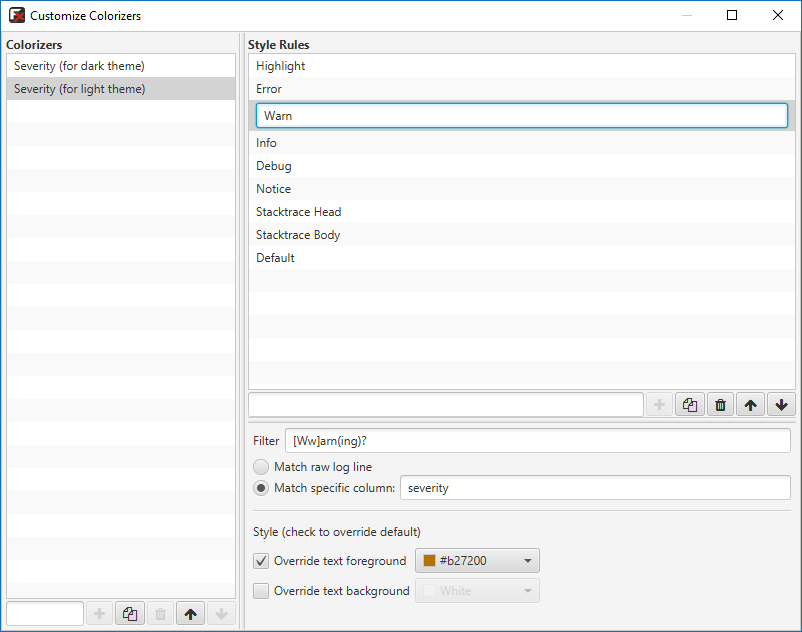 Customize Colorizers
Colorizers
Severity (for dark theme)
Severity (for light theme)
Style Rules
Highlight
Error
Warn
Info
Debug
Notice
Stacktrace Head
Stacktrace Body
Default
Filter [Ww]arn(ing)?
Match raw log line
Match specific column: severity
Style (check to override default)
Override text foreground #b27200
Override text background White